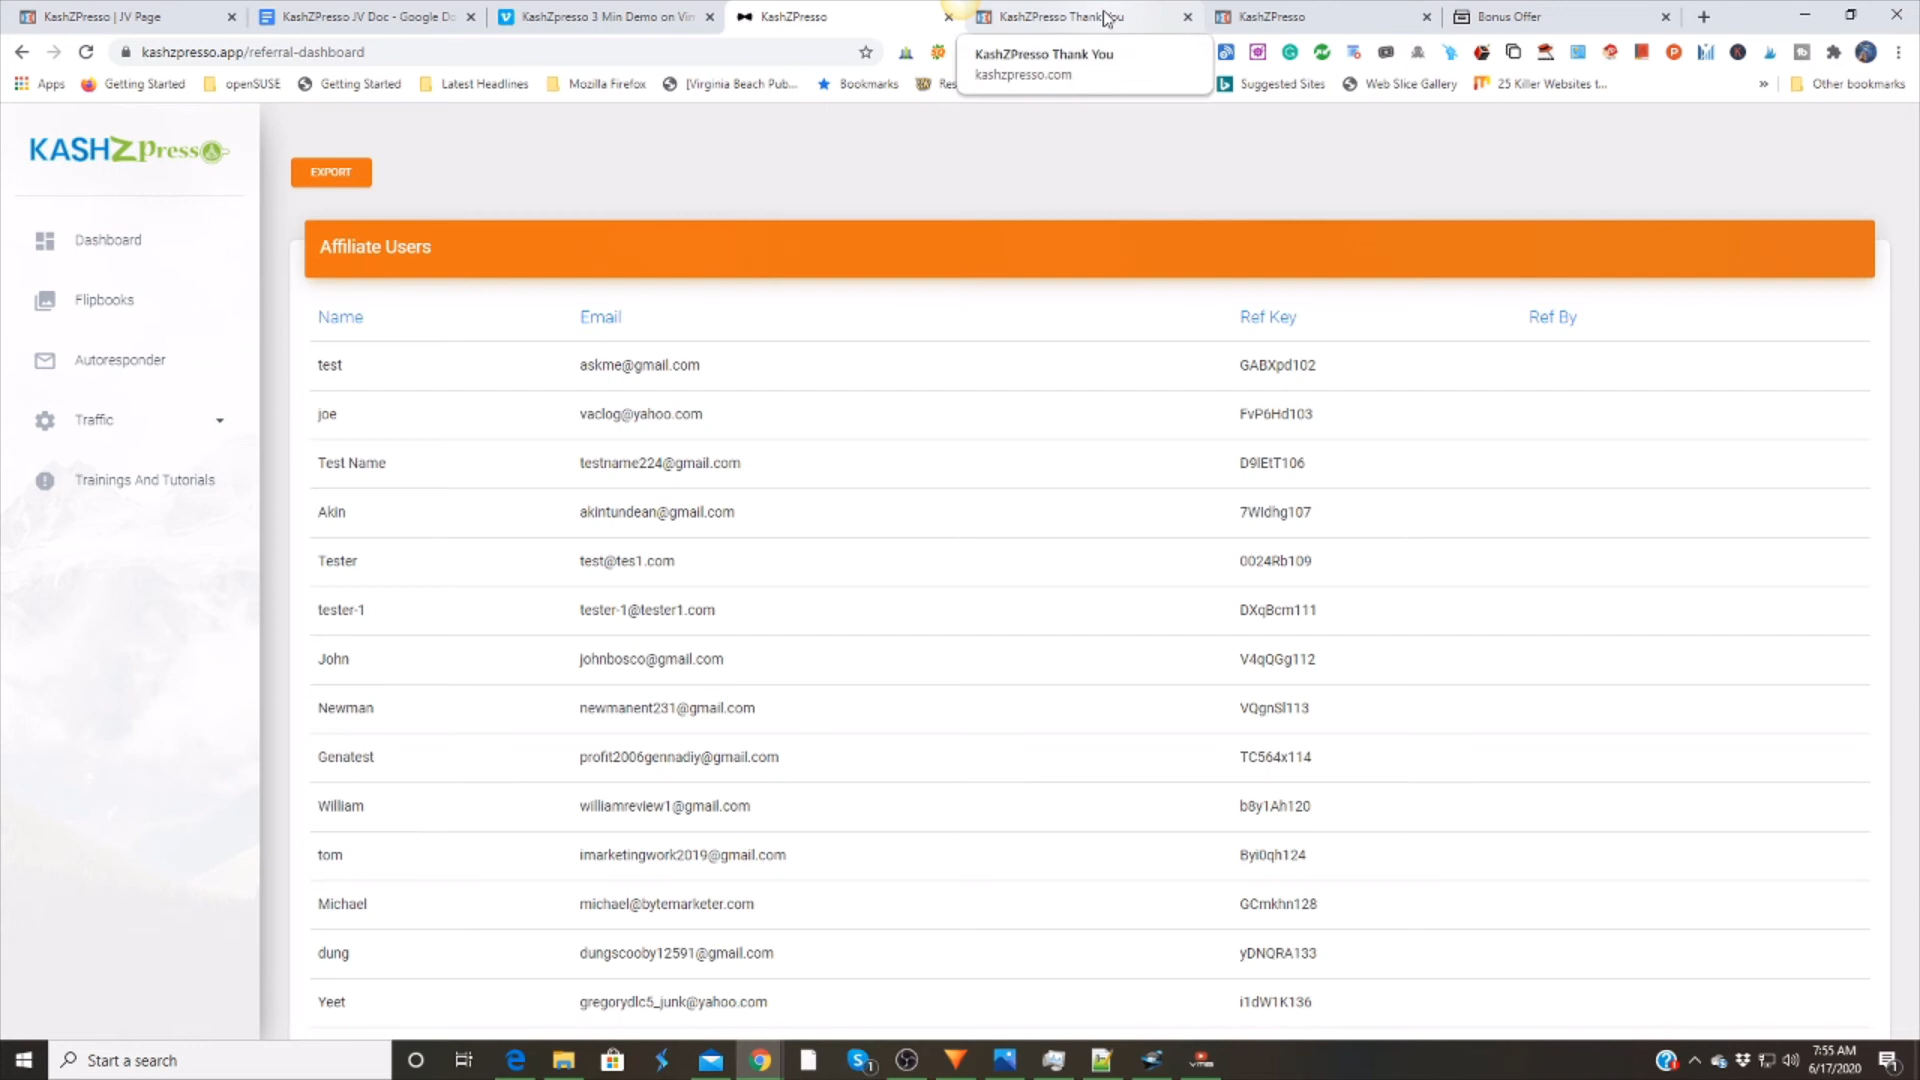 KashZPresso | JV Page
KashZPresso JV Doc - Google Do
KashZpresso 3 Min Demo on Vim
KashZPresso
KashZPresso Thank You
KashZPresso
Bonus Offer
kashzpresso.app/referral-dashboard
KashZPresso Thank You
kashzpresso.com
Apps
Getting Started
openSUSE
Getting Started
Latest Headlines
Mozilla Firefox
[Virginia Beach Pub...
Bookmarks
Res
Suggested Sites
Web Slice Gallery
25 Killer Websites t...
»
Other bookmarks
KASHZPresso
Dashboard
Flipbooks
Autoresponder
Traffic
Trainings And Tutorials
EXPORT
Affiliate Users
Name Email Ref Key Ref By
test askme@gmail.com GABXpd102
joe vaclog@yahoo.com FvP6Hd103
Test Name testname224@gmail.com D9lEtT106
Akin akintundean@gmail.com 7WIdhg107
Tester test@tes1.com 0024Rb109
tester-1 tester-1@tester1.com DXqBcm111
John johnbosco@gmail.com V4qQGg112
Newman newmanent231@gmail.com VQgnSl113
Genatest profit2006gennadiy@gmail.com TC564x114
William williamreview1@gmail.com b8y1Ah120
tom imarketingwork2019@gmail.com Byi0qh124
Michael michael@bytemarketer.com GCmkhn128
dung dungscooby12591@gmail.com yDNQRA133
Yeet gregorydlc5_junk@yahoo.com i1dW1K136
Start a search
7:55 AM
6/17/2020